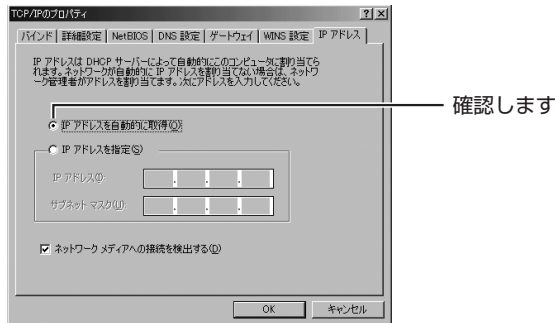 TCP/IPのプロパティ
バインド 詳細設定 NetBIOS DNS 設定 ゲートウェイ WINS 設定 IP アドレス
IP アドレスは DHCP サーバーによって自動的にこのコンピュータに割り当てら
れます。ネットワークが自動的に IP アドレスを割り当てない場合は、ネットワ
ーク管理者がアドレスを割り当てます。次にアドレスを入力してください。
確認します
IP アドレスを自動的に取得(O)
IP アドレスを指定(S)
IP アドレス(I):
サブネット マスク(U):
ネットワーク メディアへの接続を検出する(D)
OK キャンセル